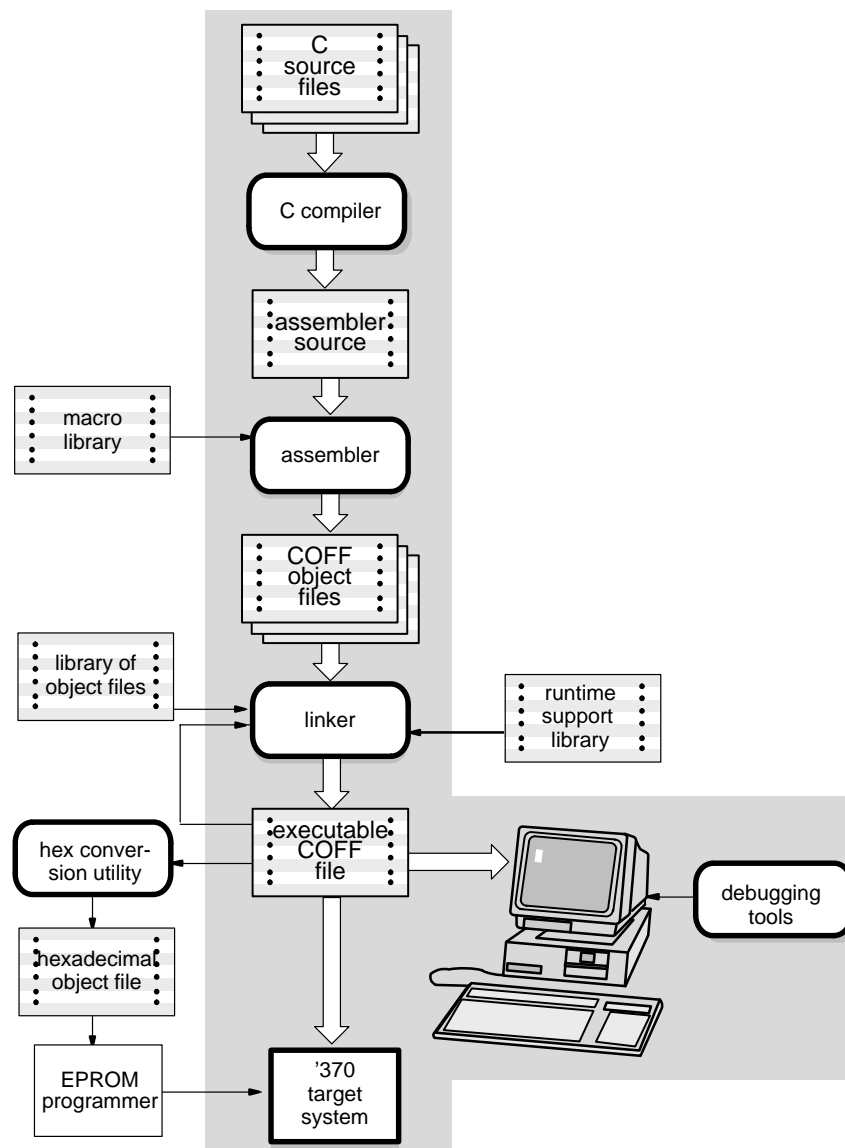 C
source
files
C compiler
assembler
source
macro
library
assembler
COFF
object
files
library of
object files
linker
runtime
support
library
executable
COFF
file
hex conver-
sion utility
debugging
tools
hexadecimal
object file
EPROM
programmer
’370
target
system